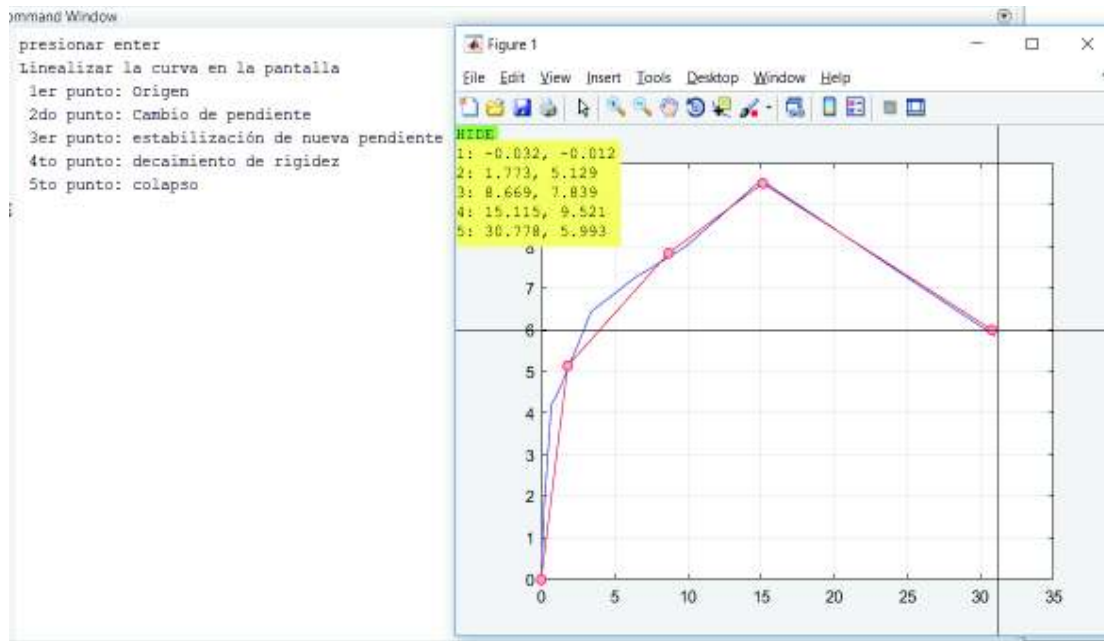 ommand Window
presionar enter
Linealizar la curva en la pantalla
1er punto: Origen
2do punto: Cambio de pendiente
3er punto: estabilización de nueva pendiente
4to punto: decaimiento de rigidez
5to punto: colapso
Figure 1
File Edit View Insert Tools Desktop Window Help
HIDE
1: -0.032, -0.012
2: 1.773, 5.129
3: 8.669, 7.839
4: 15.115, 9.521
5: 30.778, 5.993
8
7
6
5
4
3
2
1
0
0 5 10 15 20 25 30 35